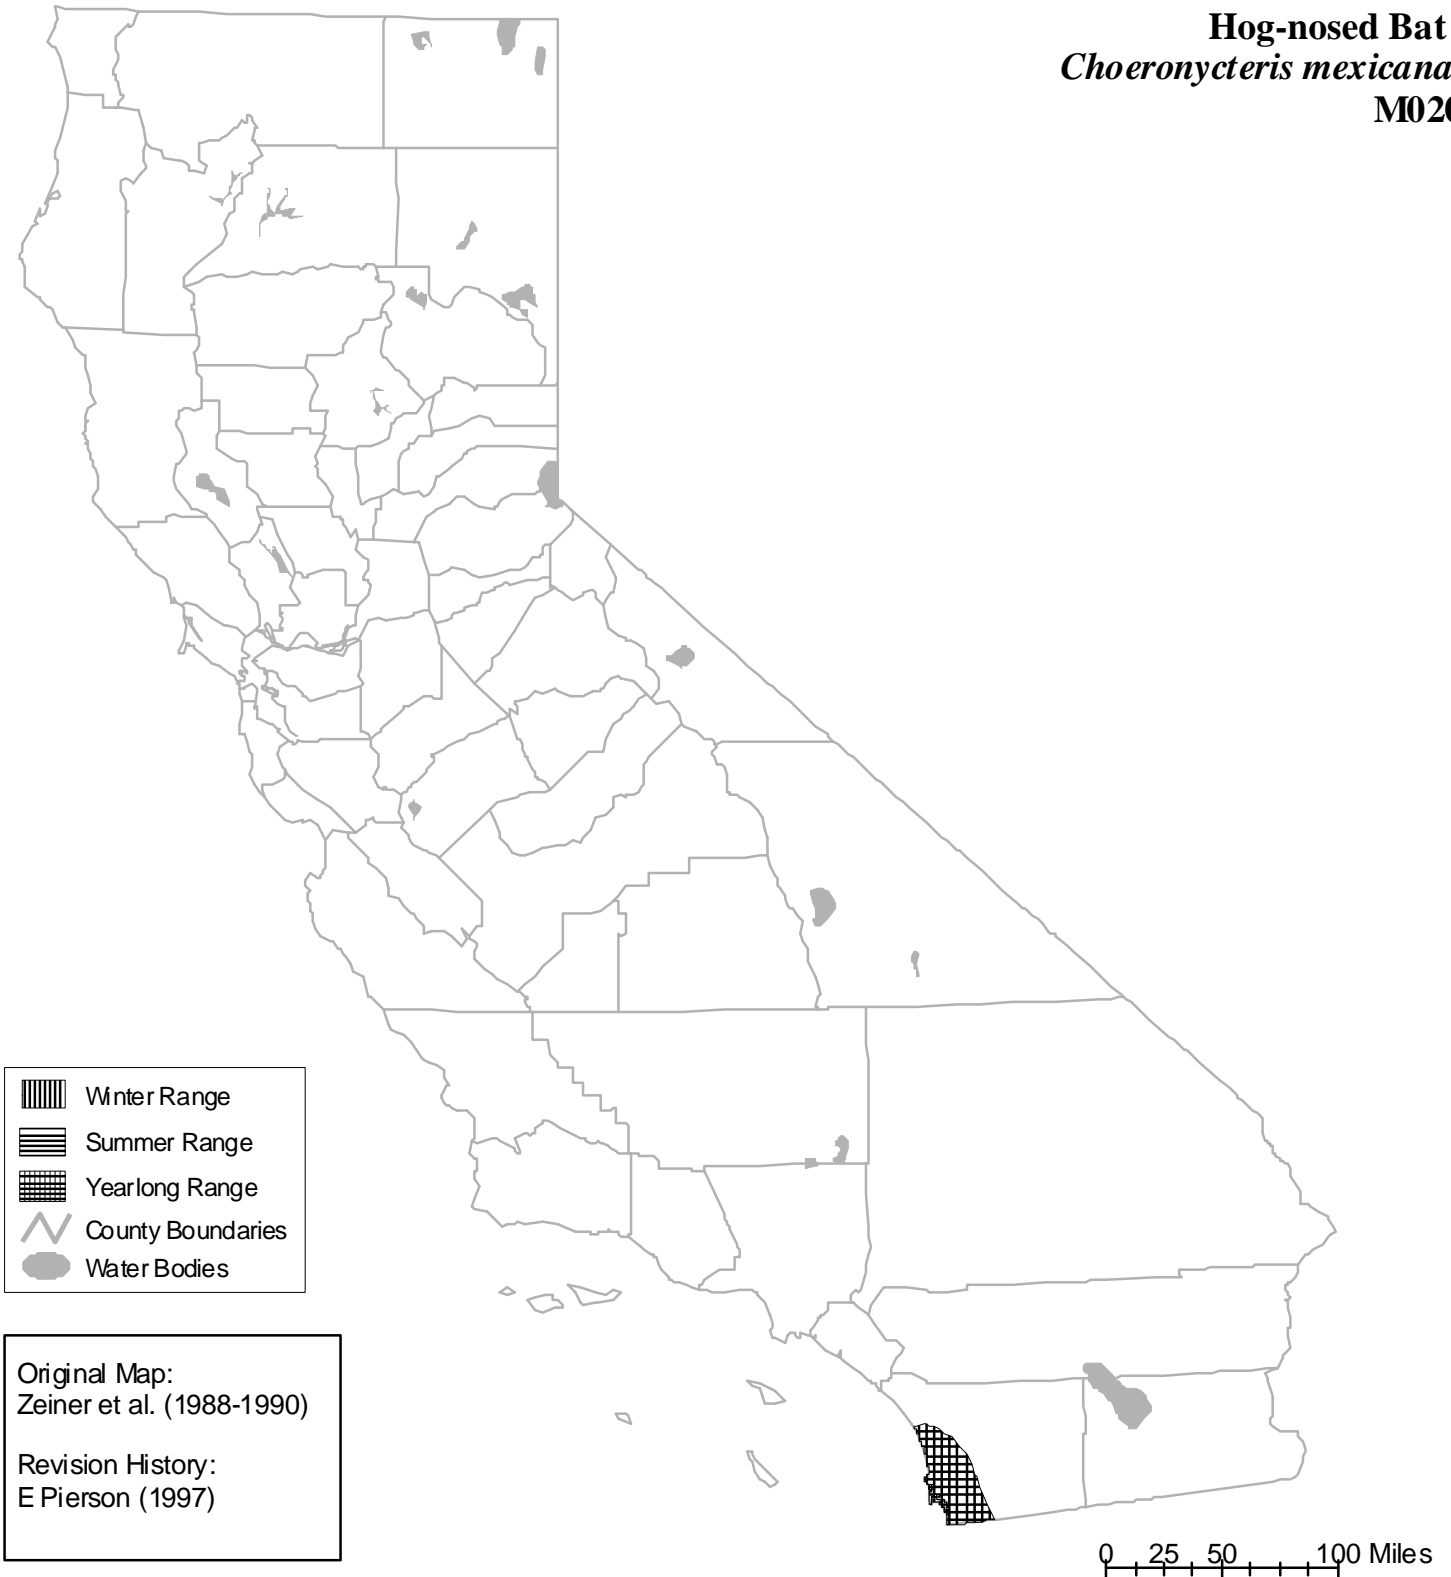 Hog-nosed Bat
Choeronycteris mexicana
M020
Winter Range
Summer Range
Yearlong Range
County Boundaries
Water Bodies
Original Map:
Zeiner et al. (1988-1990)
Revision History:
E Pierson (1997)
0 25 50 100 Miles